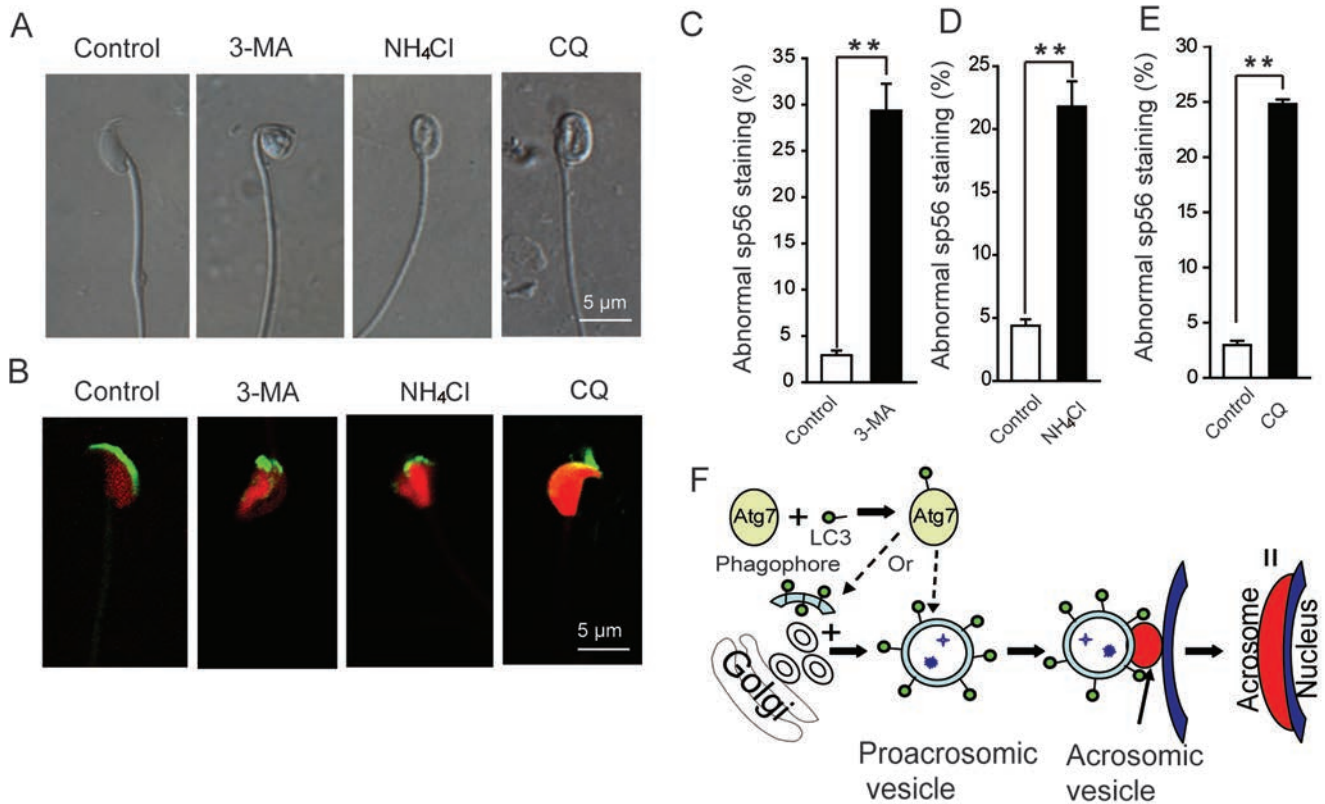 A
Control
3-MA
NH₄Cl
CQ
5 µm
B
Control
3-MA
NH₄Cl
CQ
5 µm
C
**
Abnormal sp56 staining (%)
35
30
25
20
15
10
5
0
Control
3-MA
D
**
Abnormal sp56 staining (%)
25
20
15
10
5
0
Control
NH₄Cl
E
**
Abnormal sp56 staining (%)
30
25
20
15
10
5
0
Control
CQ
F
Atg7
+
LC3
Atg7
Phagophore
Or
+
Golgi
Proacrosomic
vesicle
Acrosomic
vesicle
Acrosome
Nucleus